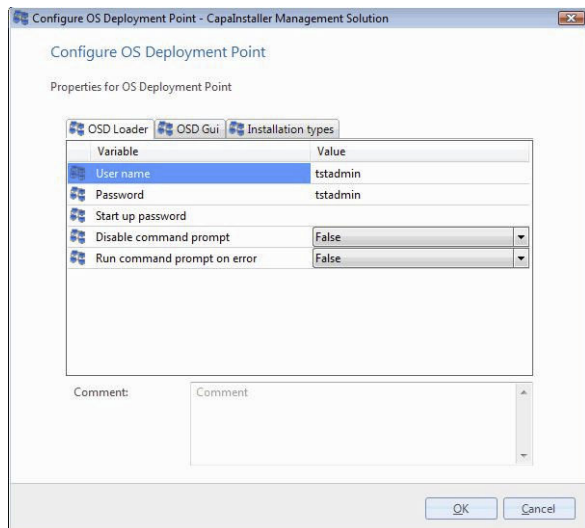 Configure OS Deployment Point - CapaInstaller Management Solution
Configure OS Deployment Point
Properties for OS Deployment Point
OSD Loader OSD Gui Installation types
Variable Value
User name tstadmin
Password tstadmin
Start up password
Disable command prompt False
Run command prompt on error False
Comment: Comment
OK Cancel